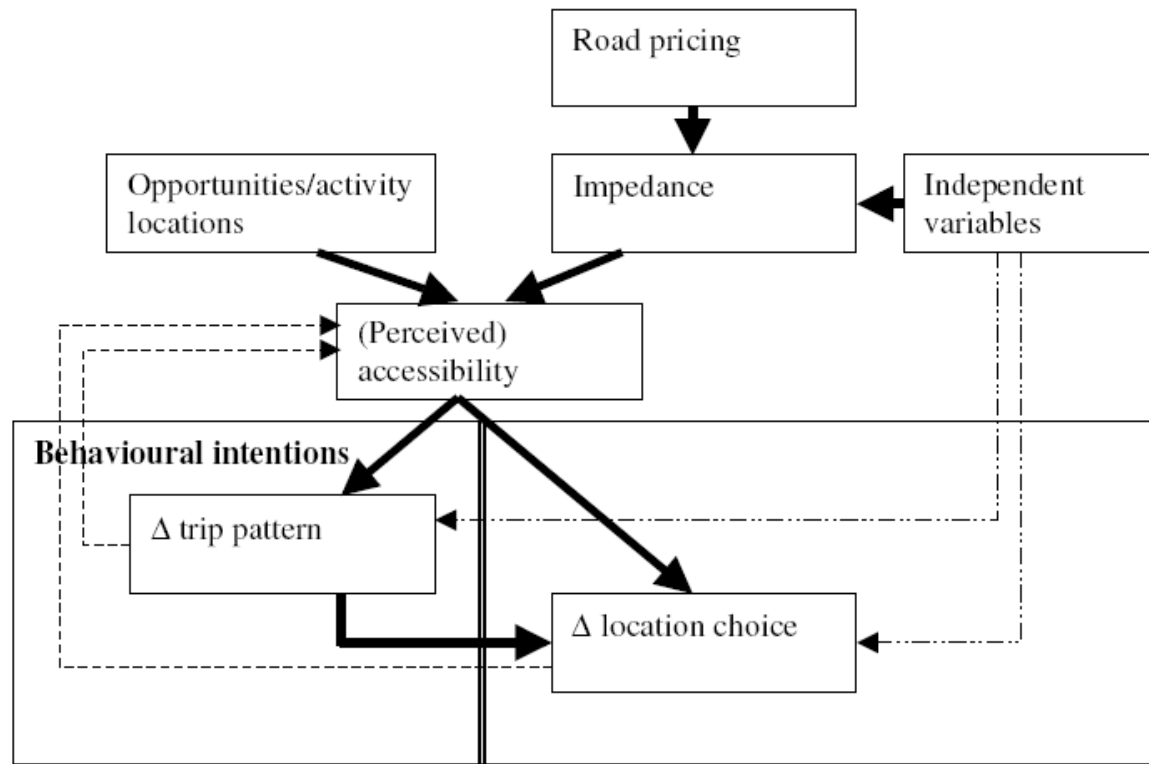 Road pricing
Opportunities/activity
locations
Impedance
Independent
variables
(Perceived)
accessibility
Behavioural intentions
Δ trip pattern
Δ location choice